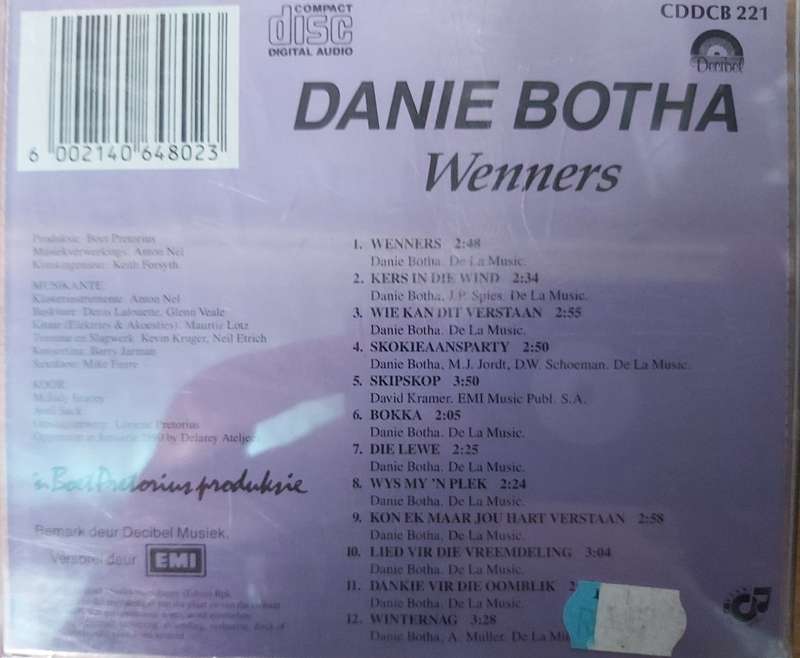 COMPACT
disc
DIGITAL AUDIO
CDDCB 221
Decibel
DANIE BOTHA
Wenners
6 002140 648023
Produksie: Boet Pretorius
Musiekverwerkings: Anton Nel
Klankingenieur: Keith Forsyth.
MUSIKANTE
Klawerinstrumente: Anton Nel
Baskitaar: Denis Lalouette, Glenn Veale
Kitaar (Elektries & Akoesties): Maurtie Lotz
Tromme en Slagwerk: Kevin Kruger, Neil Etrich
Konsertina: Barry Jarman
Saxofoon: Mike Faure
KOOR:
Melody
Pretorius
by Delarey Ateljee
'n Boet Pretorius produksie
Bemark deur Decibel Musiek.
Versprei deur EMI
1. WENNERS 2:48
Danie Botha. De La Music.
2. KERS IN DIE WIND 2:34
Danie Botha, J.P. Spies. De La Music.
3. WIE KAN DIT VERSTAAN 2:55
Danie Botha. De La Music.
4. SKOKIEAANSPARTY 2:50
Danie Botha, M.J. Jordt, D.W. Schoeman. De La Music.
5. SKIPSKOP 3:50
David Kramer. EMI Music Publ. S.A.
6. BOKKA 2:05
Danie Botha. De La Music.
7. DIE LEWE 2:25
Danie Botha. De La Music.
8. WYS MY 'N PLEK 2:24
Danie Botha. De La Music.
9. KON EK MAAR JOU HART VERSTAAN 2:58
Danie Botha. De La Music.
10. LIED VIR DIE VREEMDELING 3:04
Danie Botha. De La Music.
11. DANKIE VIR DIE OOMBLIK 2
Danie Botha. De La Music.
12. WINTERNAG 3:28
Danie Botha, A. Muller. De La Mu